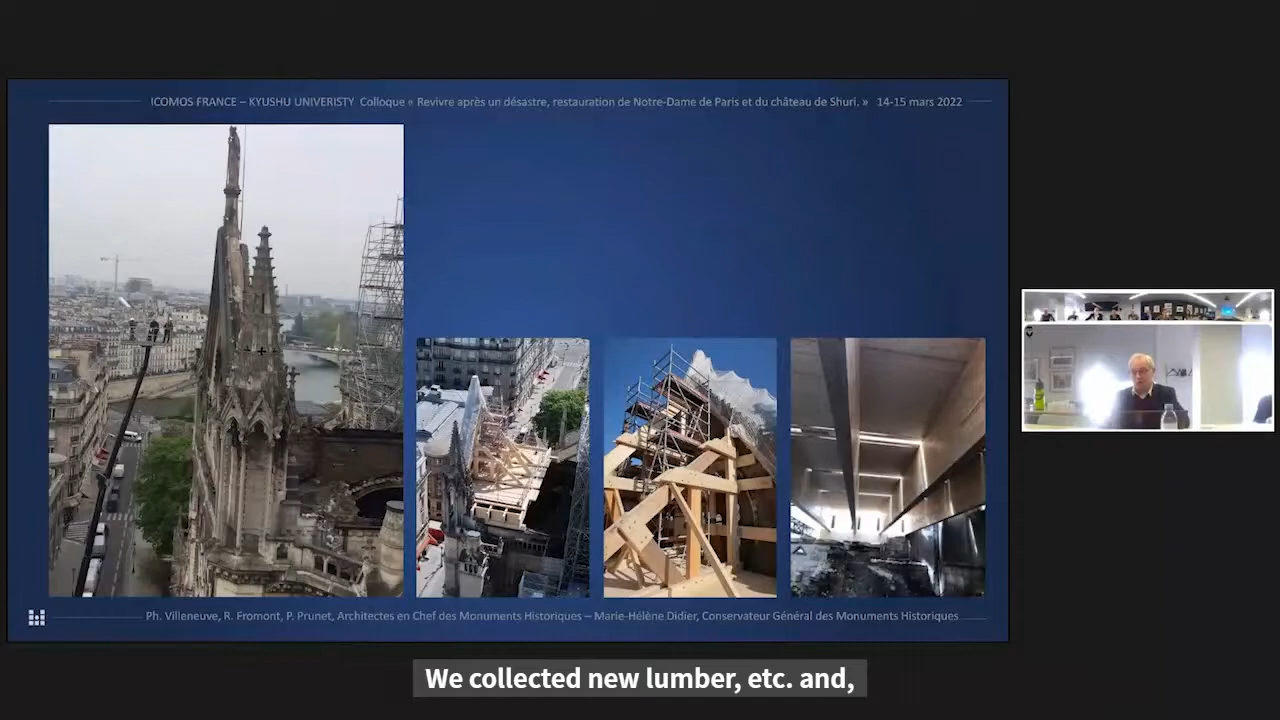 ICOMOS FRANCE – KYUSHU UNIVERISTY Colloque « Revivre après un désastre, restauration de Notre-Dame de Paris et du château de Shuri. » 14-15 mars 2022
Ph. Villeneuve, R. Fromont, P. Prunet, Architectes en Chef des Monuments Historiques – Marie-Hélène Didier, Conservateur Général des Monuments Historiques
We collected new lumber, etc. and,